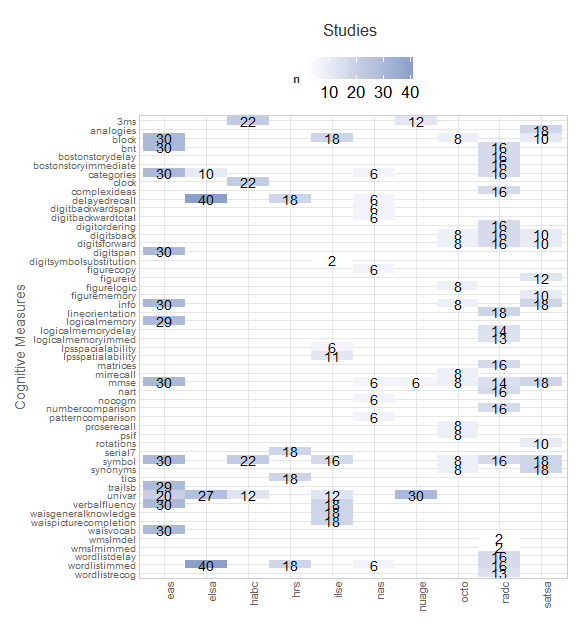 Studies
n
10 20 30 40
Cognitive Measures
3ms 22 12
analogies 18
block 30 18 8 10
bnt 30 16
bostonstorydelay 16
bostonstoryimmediate 16
categories 30 10 6 16
clock 22
complexideas 16
delayedrecall 40 18 6
digitbackwardspan 6
digitbackwardtotal 6
digitordering 16
digitsback 8 16 10
digitsforward 8 16 10
digitspan 30
digitsymbolsubstitution 2
figurecopy 6
figureid 12
figurelogic 8
figurememory 10
info 30 8 18
lineorientation 18
logicalmemory 29
logicalmemorydelay 14
logicalmemoryimmed 13
lpsspacialability 6
lpsspatialability 11
matrices 16
mirrecall 8
mmse 30 6 6 8 14 18
nart 16
nocogm 6
numbercomparison 16
patterncomparison 6
proserecall 8
psif 8
rotations 10
serial7 18
symbol 30 22 16 8 16 18
synonyms 8 18
tics 18
trailsb 29
univar 20 27 12 12 30
verbalfluency 30 18
waisgeneralknowledge 18
waispicturecompletion 18
waisvocab 30
wmslmdel 2
wmslmimmed 2
wordlistdelay 16
wordlistimmed 40 18 6 16
wordlistrecog 13
eas elsa habc hrs ilse nas nuage octo radc satsa